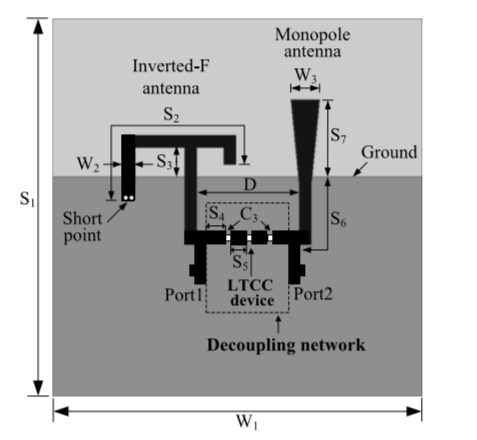 Monopole
antenna
Inverted-F
antenna
W₃
S₂
S₇
W₂
S₃
Ground
D
S₁
S₄
C₃
S₆
Short
point
S₅
Port1
LTCC
device
Port2
Decoupling network
W₁